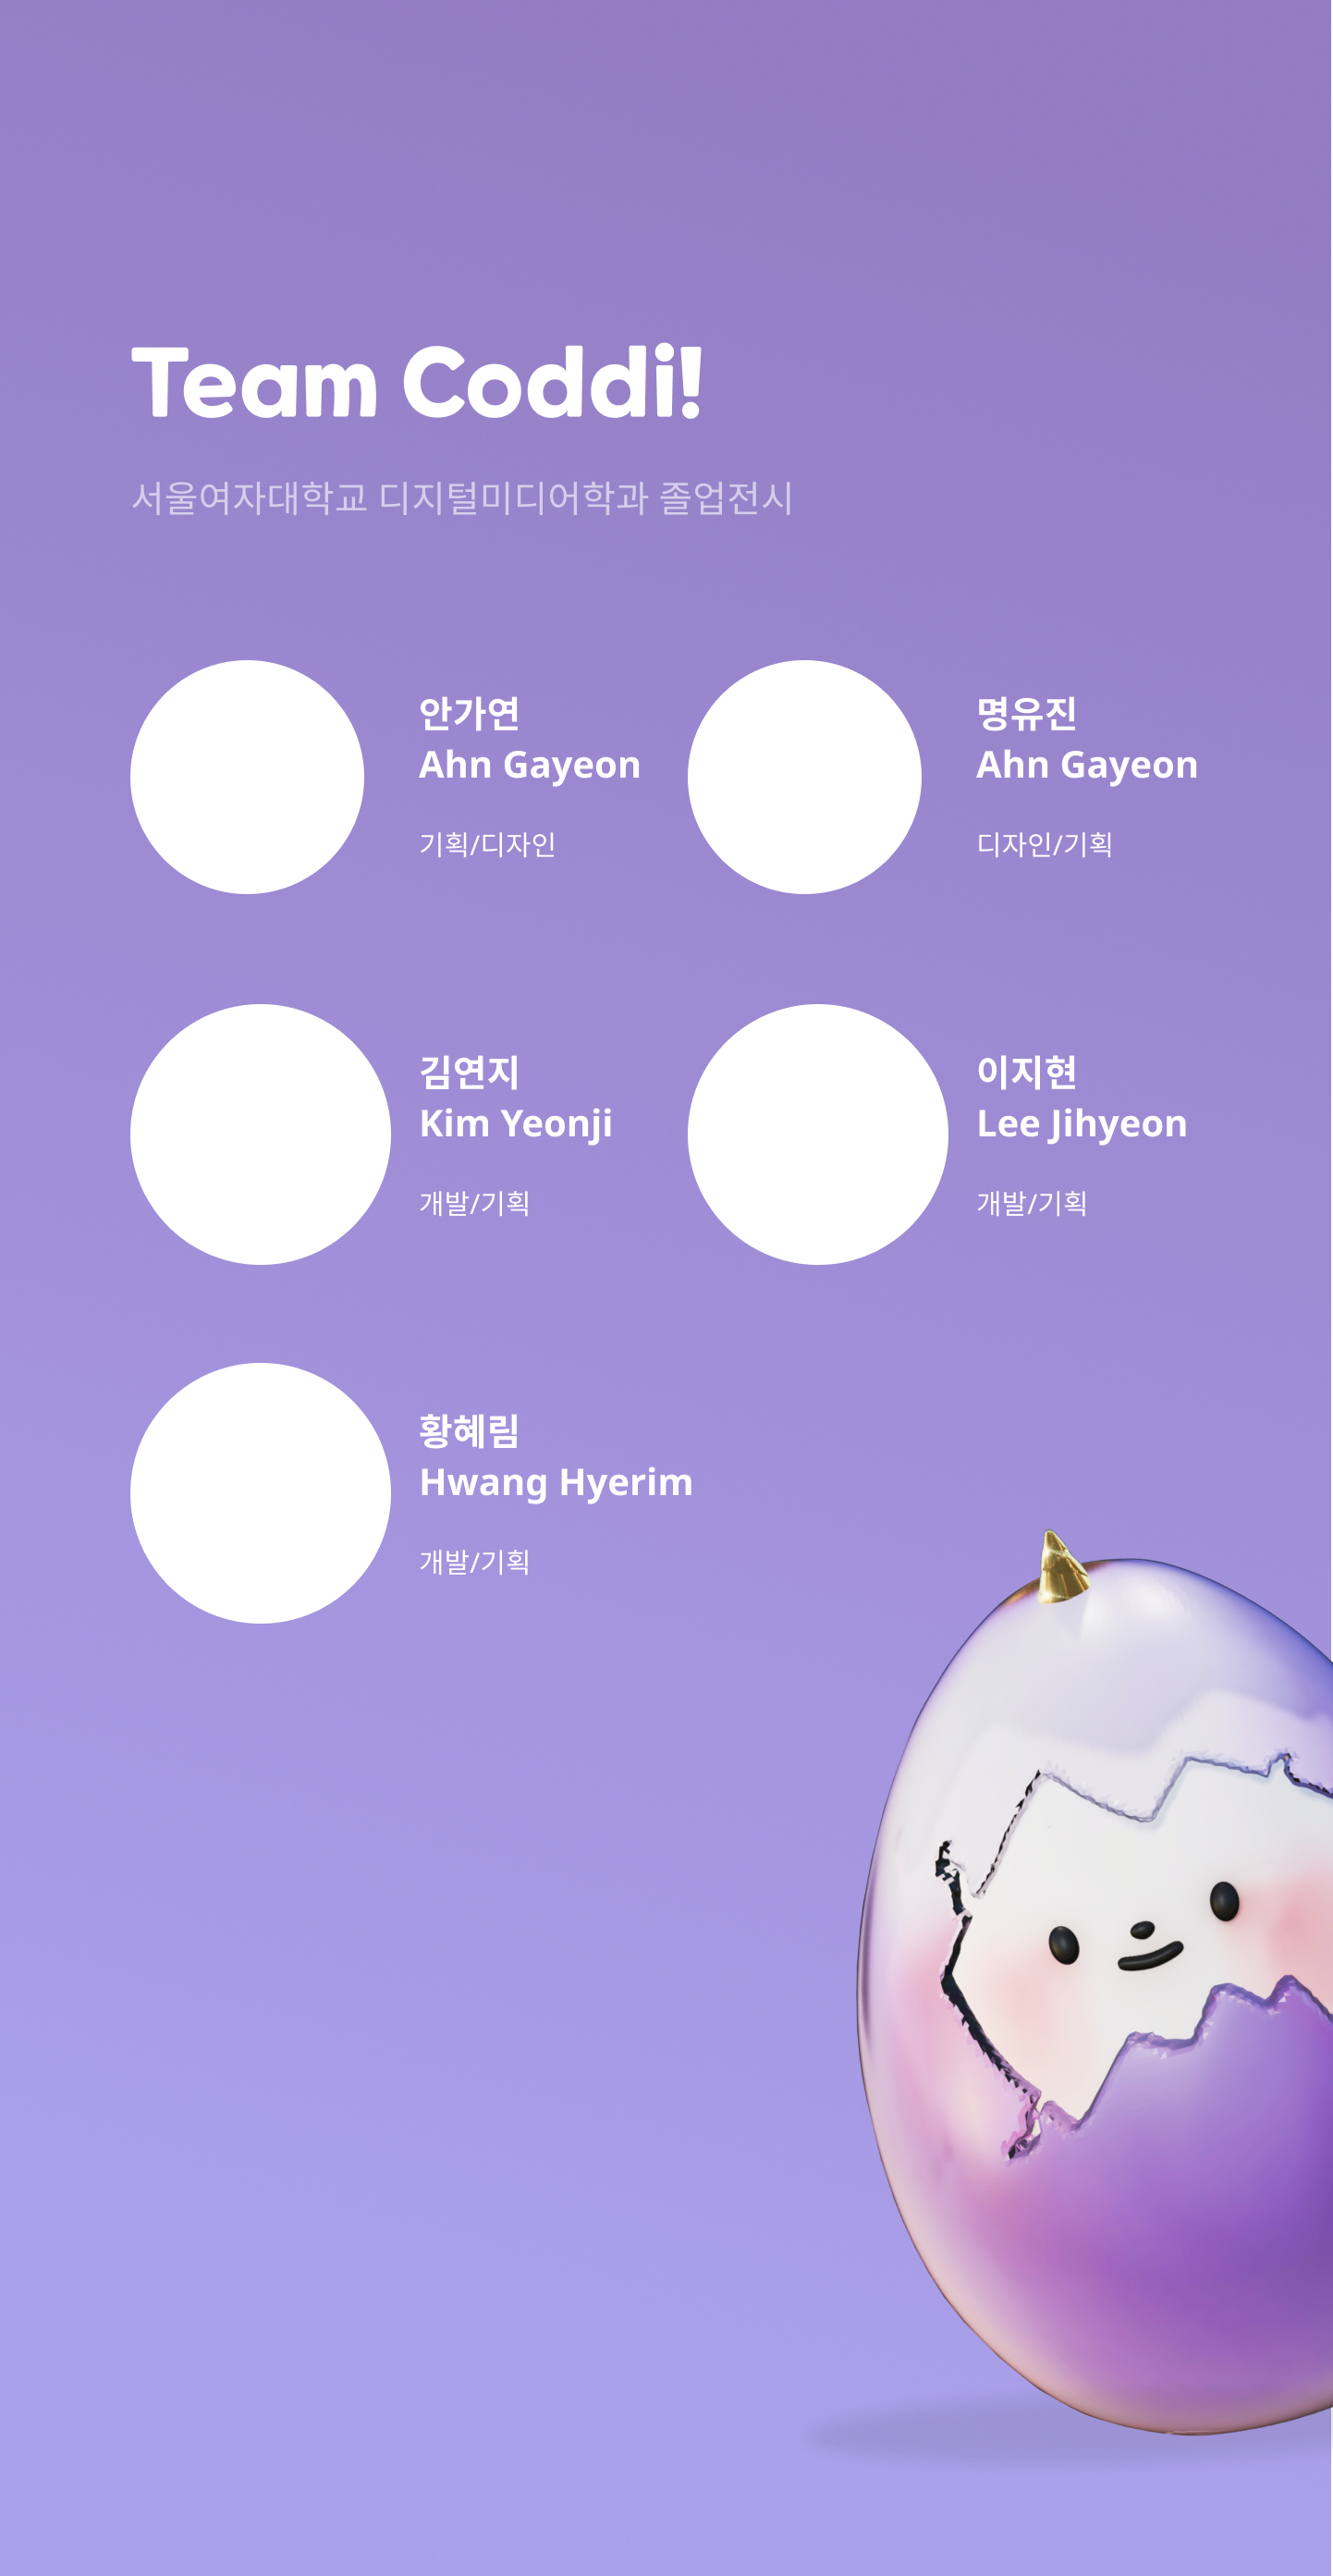 Team Coddi!
서울여자대학교 디지털미디어학과 졸업전시
안가연
Ahn Gayeon
기획/디자인
명유진
Ahn Gayeon
디자인/기획
김연지
Kim Yeonji
개발/기획
이지현
Lee Jihyeon
개발/기획
황혜림
Hwang Hyerim
개발/기획